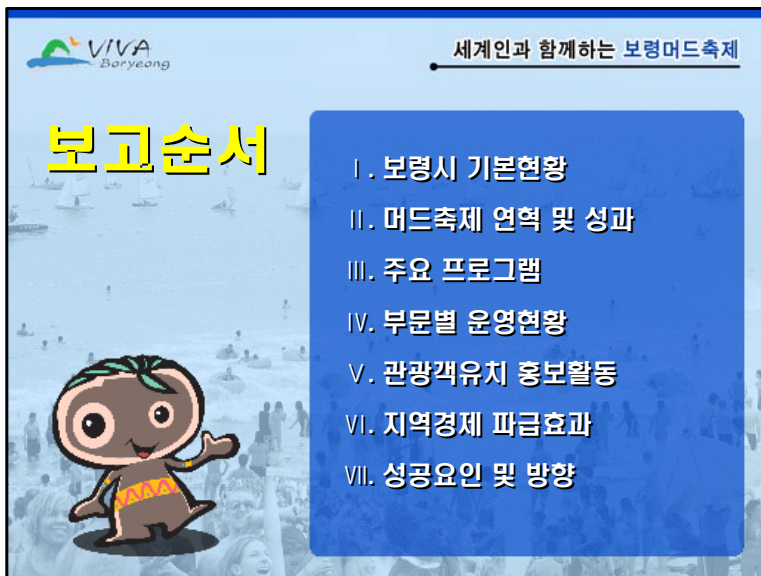 VIVA
Boryeong
세계인과 함께하는 보령머드축제
보고순서
Ⅰ. 보령시 기본현황
Ⅱ. 머드축제 연혁 및 성과
Ⅲ. 주요 프로그램
Ⅳ. 부문별 운영현황
Ⅴ. 관광객유치 홍보활동
Ⅵ. 지역경제 파급효과
Ⅶ. 성공요인 및 방향